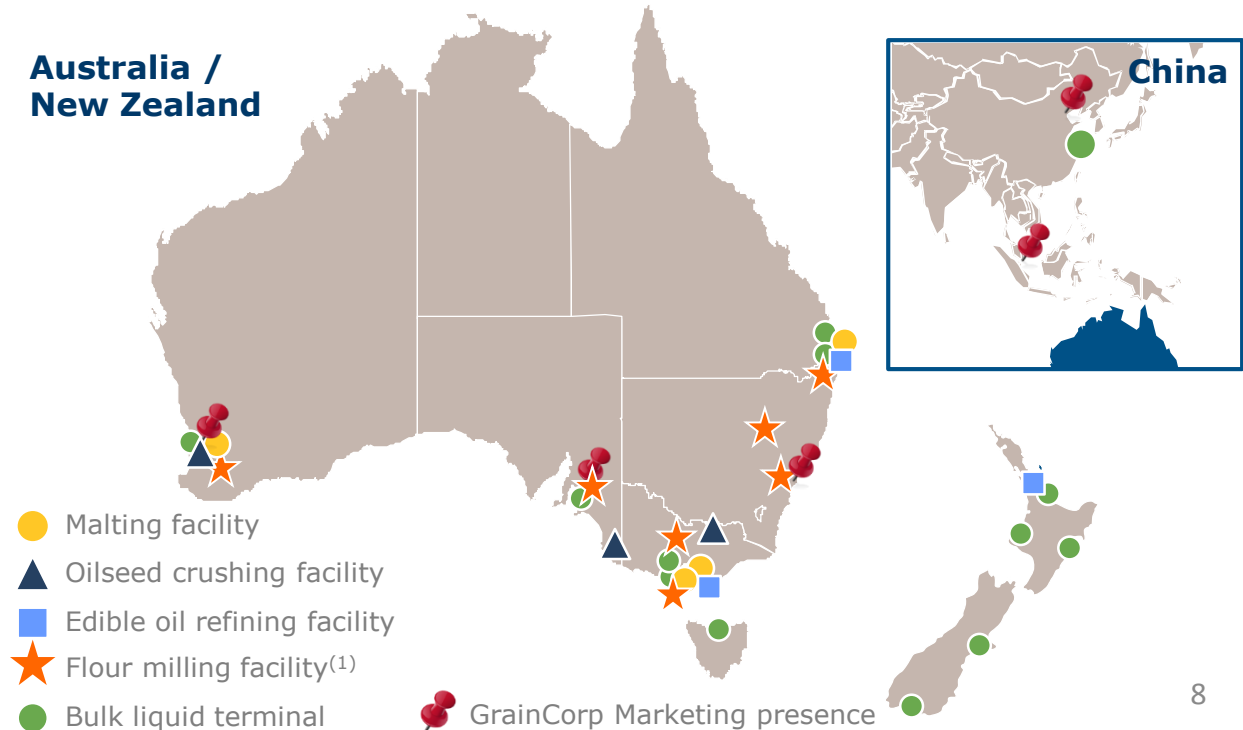 Australia /
New Zealand
China
Malting facility
Oilseed crushing facility
Edible oil refining facility
Flour milling facility(1)
Bulk liquid terminal
GrainCorp Marketing presence
8